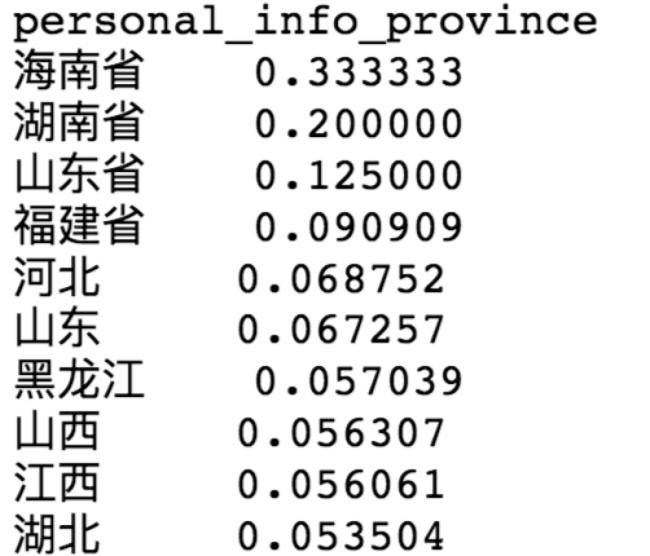 personal_info_province
海南省 0.333333
湖南省 0.200000
山东省 0.125000
福建省 0.090909
河北 0.068752
山东 0.067257
黑龙江 0.057039
山西 0.056307
江西 0.056061
湖北 0.053504